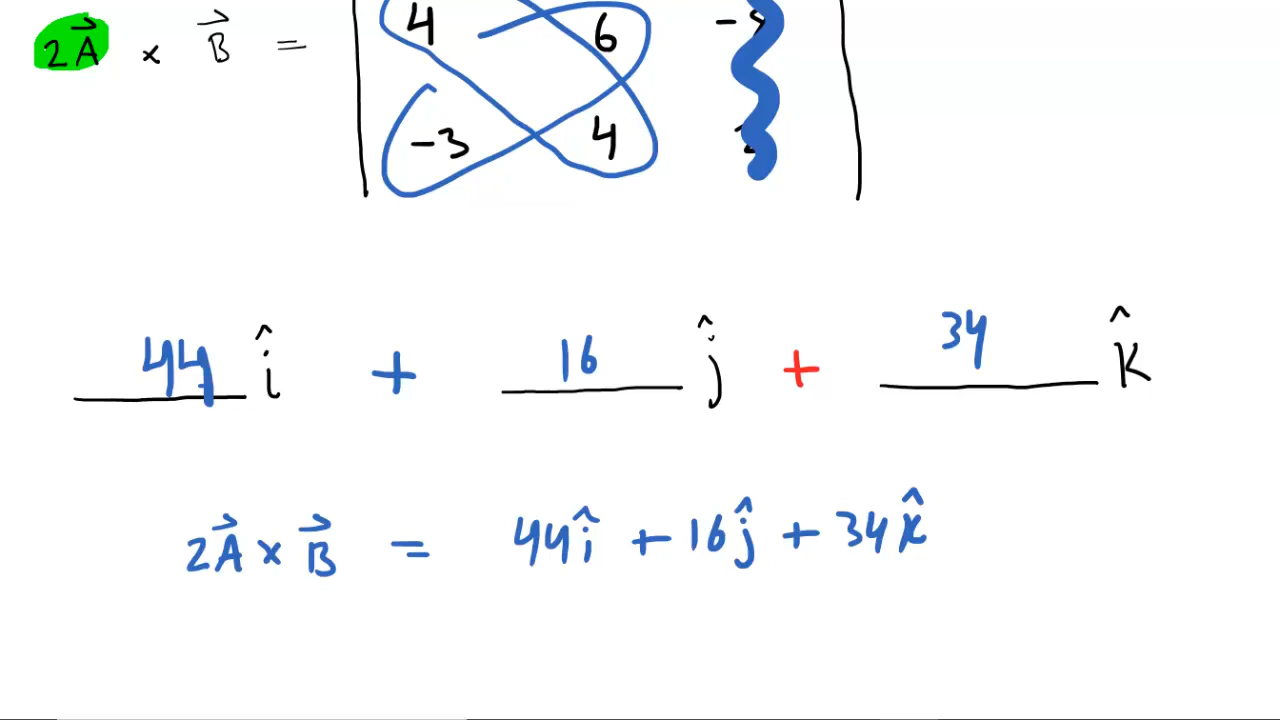 2A⃗ × B⃗ = | 4 6 |
-3 4
44 î + 16 ĵ + 34 k̂
2A⃗ × B⃗ = 44î + 16ĵ + 34k̂